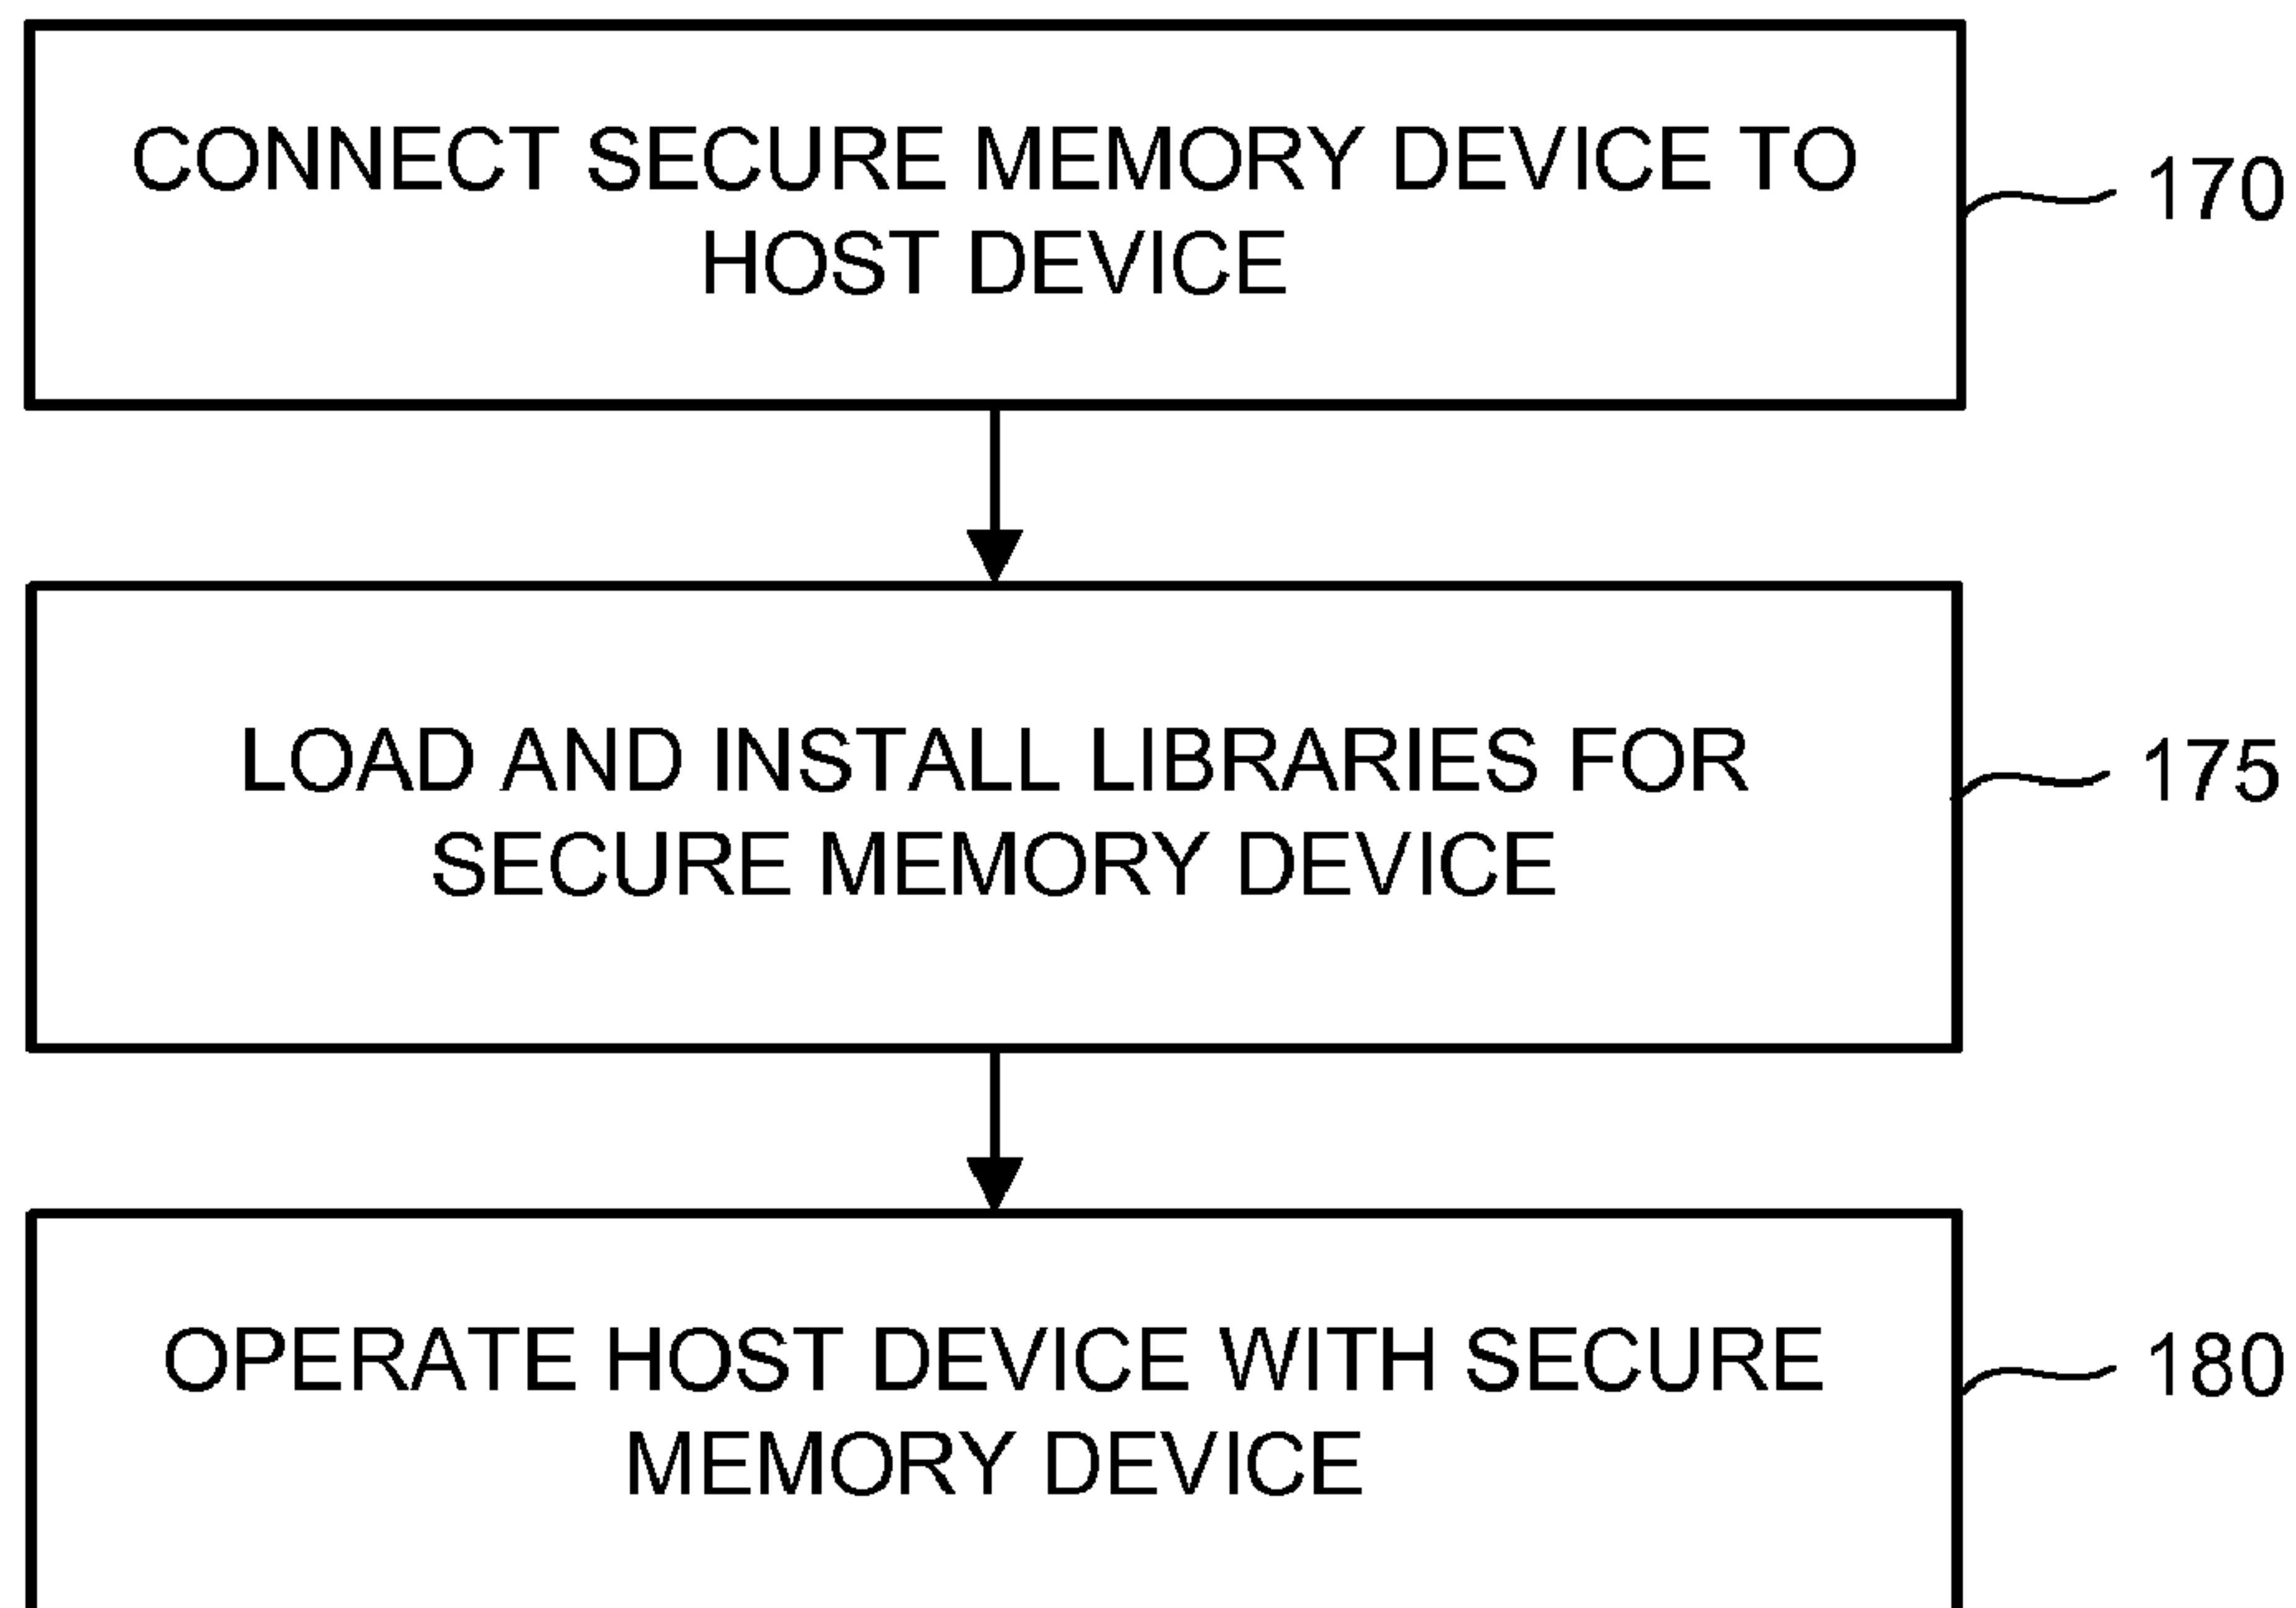 CONNECT SECURE MEMORY DEVICE TO
HOST DEVICE
170
LOAD AND INSTALL LIBRARIES FOR
SECURE MEMORY DEVICE
175
OPERATE HOST DEVICE WITH SECURE
MEMORY DEVICE
180